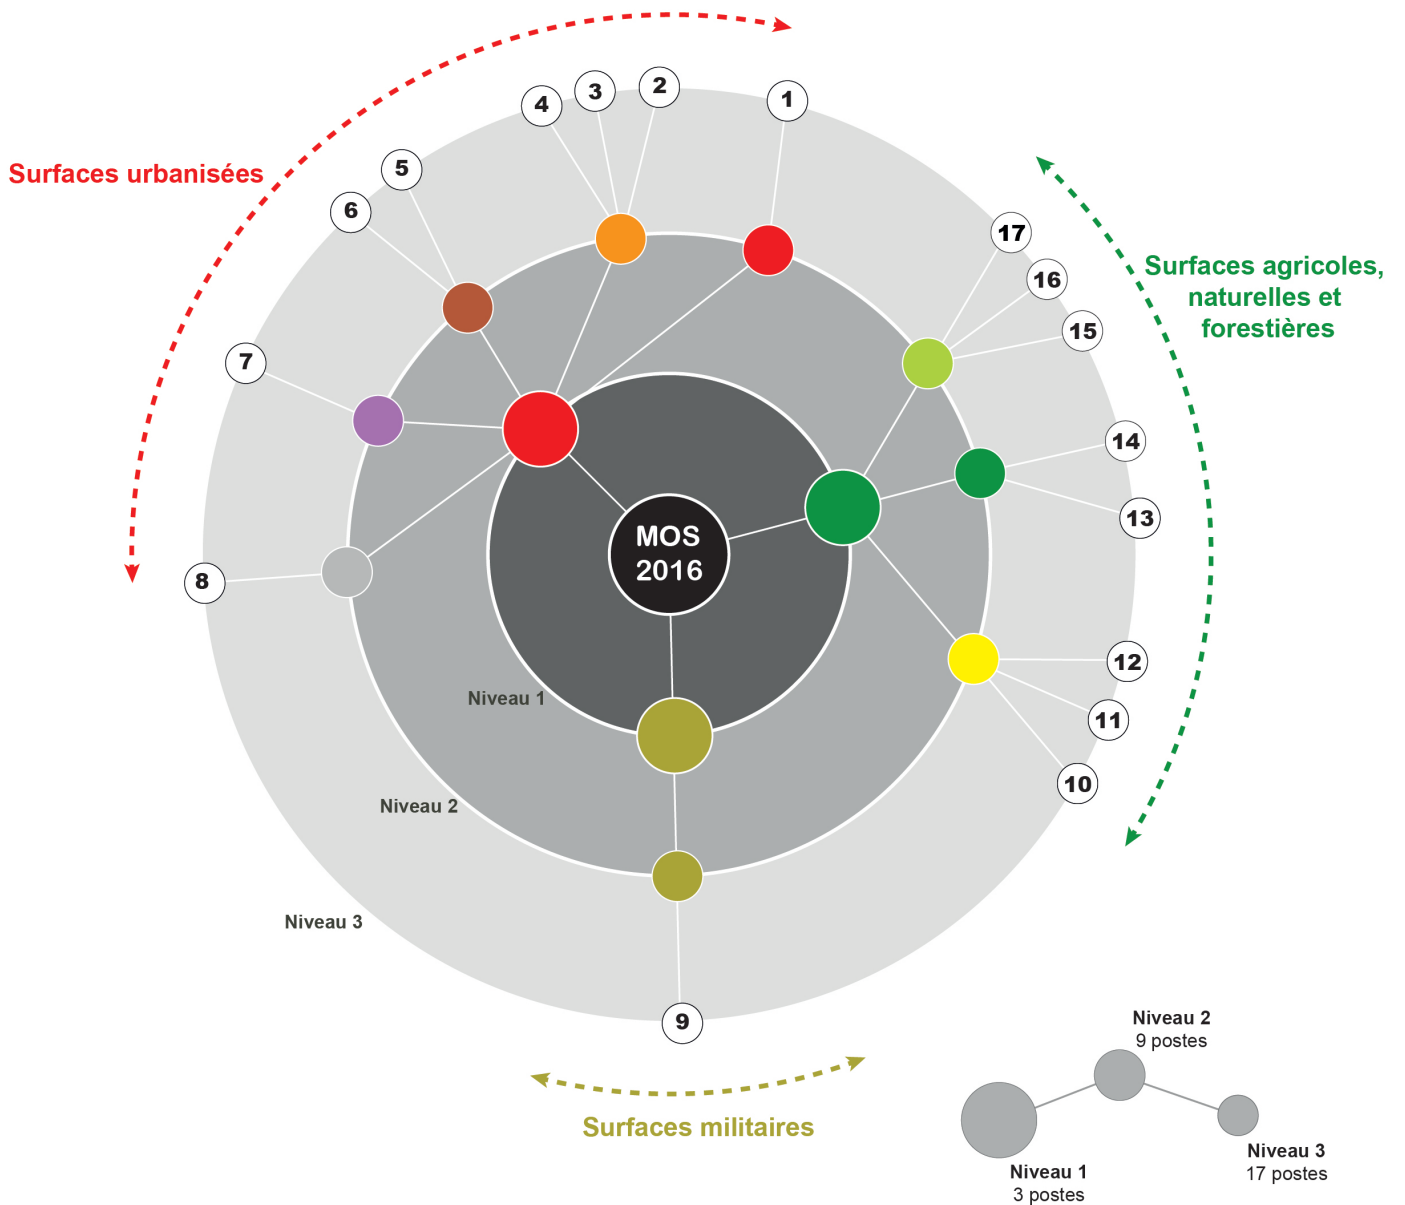 2
3
1
4
5
Surfaces urbanisées
6
17
Surfaces agricoles,
naturelles et
forestières
16
15
7
14
13
MOS
2016
8
12
Niveau 1
11
10
Niveau 2
Niveau 3
9
Surfaces militaires
Niveau 2
9 postes
Niveau 3
17 postes
Niveau 1
3 postes